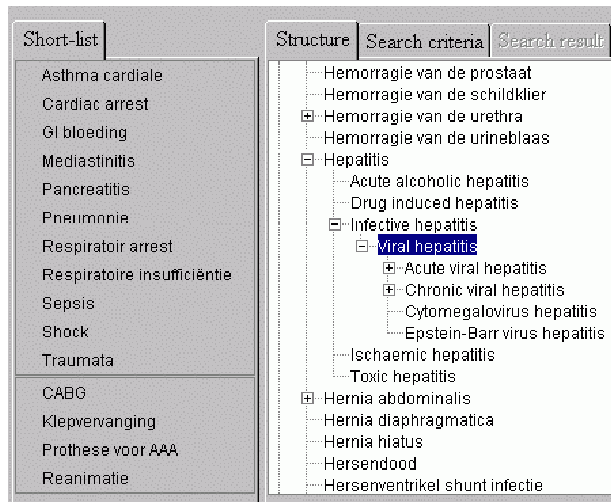 Short-list
Asthma cardiale
Cardiac arrest
GI bloeding
Mediastinitis
Pancreatitis
Pneumonie
Respiratoir arrest
Respiratoire insufficiëntie
Sepsis
Shock
Traumata
CABG
Klepvervanging
Prothese voor AAA
Reanimatie
Structure Search criteria Search result
Hemorragie van de prostaat
Hemorragie van de schildklier
Hemorragie van de urethra
Hemorragie van de urineblaas
Hepatitis
Acute alcoholic hepatitis
Drug induced hepatitis
Infective hepatitis
Viral hepatitis
Acute viral hepatitis
Chronic viral hepatitis
Cytomegalovirus hepatitis
Epstein-Barr virus hepatitis
Ischaemic hepatitis
Toxic hepatitis
Hernia abdominalis
Hernia diaphragmatica
Hernia hiatus
Hersendood
Hersenventrikel shunt infectie